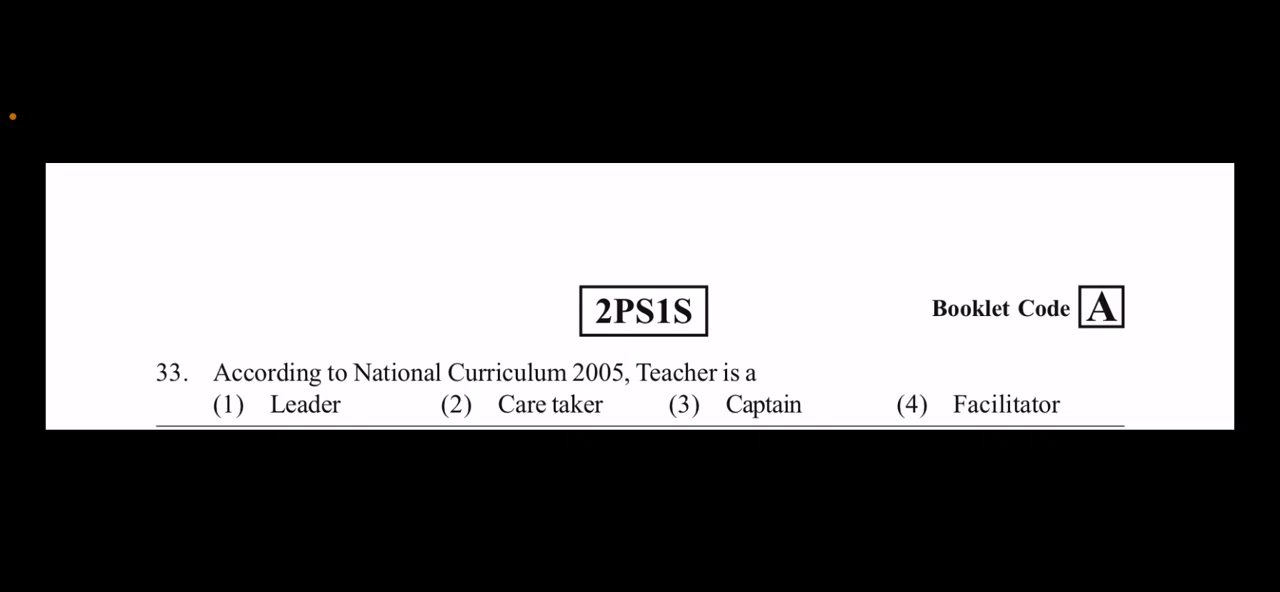 2PS1S
Booklet Code A
33. According to National Curriculum 2005, Teacher is a
(1) Leader (2) Care taker (3) Captain (4) Facilitator